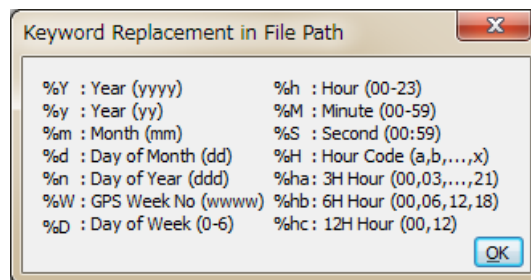 Keyword Replacement in File Path
%Y : Year (yyyy) %h : Hour (00-23)
%y : Year (yy) %M : Minute (00-59)
%m : Month (mm) %S : Second (00:59)
%d : Day of Month (dd) %H : Hour Code (a,b,...,x)
%n : Day of Year (ddd) %ha: 3H Hour (00,03,...,21)
%W : GPS Week No (wwww) %hb: 6H Hour (00,06,12,18)
%D : Day of Week (0-6) %hc: 12H Hour (00,12)
OK